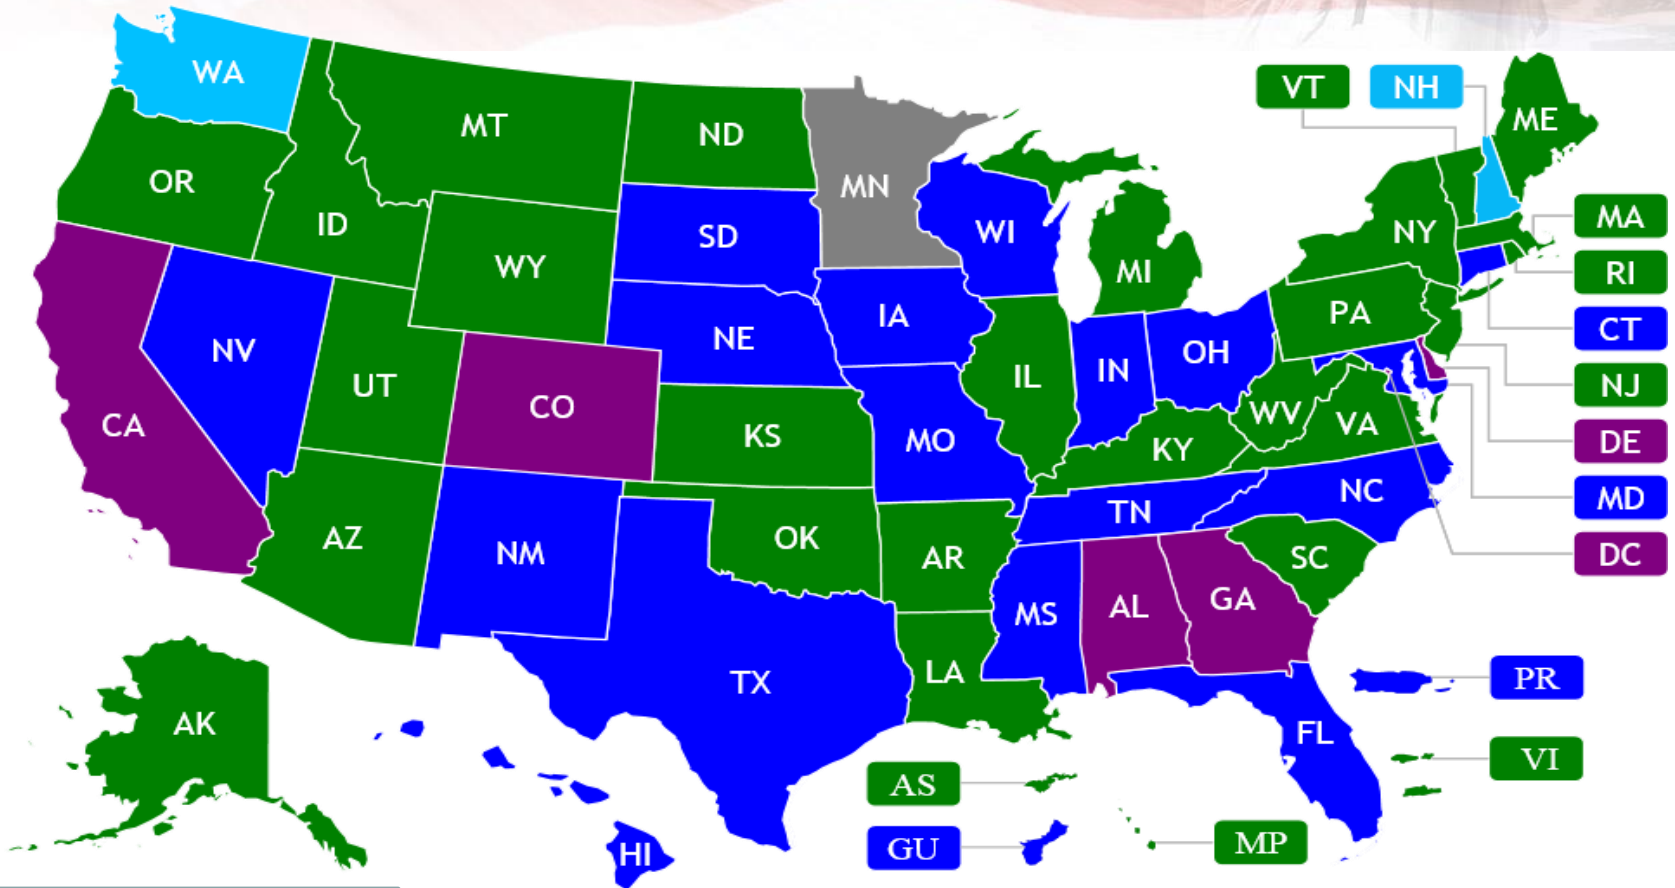 WA
VT
NH
MT
ND
ME
OR
MN
ID
SD
WI
NY
MA
WY
MI
RI
NV
NE
IA
PA
CT
UT
CO
IL
IN
OH
NJ
CA
KS
MO
KY
WV
VA
DE
AZ
NM
OK
AR
TN
NC
MD
SC
DC
MS
AL
GA
TX
LA
PR
AK
FL
VI
AS
GU
MP
HI